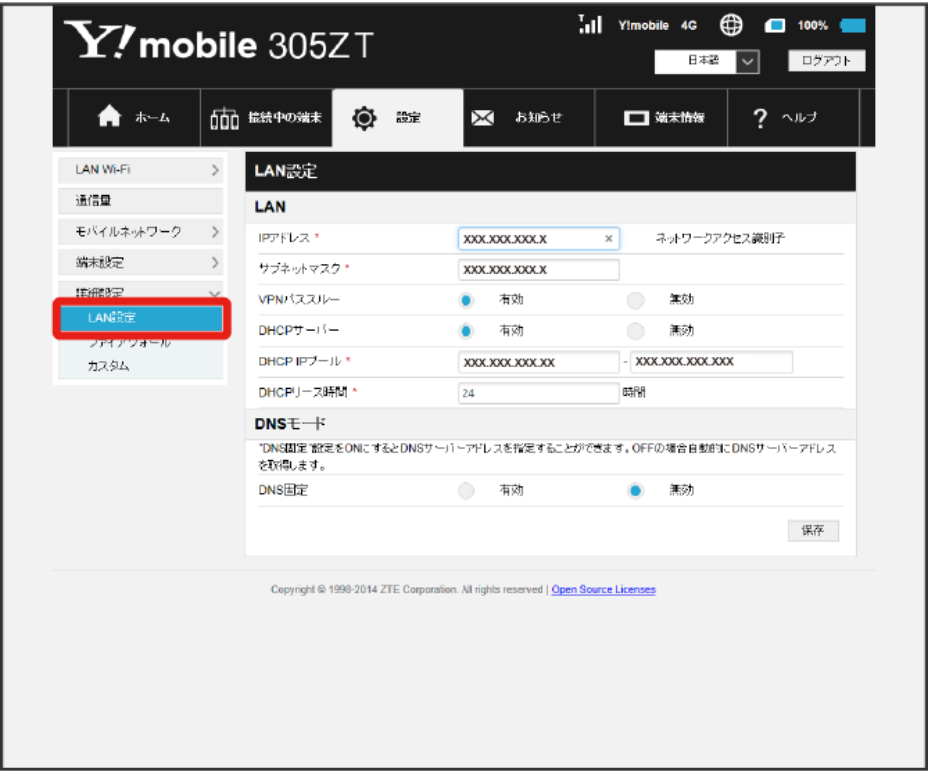 Y! mobile 305ZT
Y!mobile 4G 100%
日本語 ログアウト
ホーム 接続中の端末 設定 お知らせ 端末情報 ? ヘルプ
LAN Wi-Fi
通信量
モバイルネットワーク
端末設定
詳細設定
LAN設定
ファイアウォール
カスタム
LAN設定
LAN
IPアドレス * XXX.XXX.XXX.X × ネットワークアクセス識別子
サブネットマスク * XXX.XXX.XXX.X
VPNパススルー 有効 無効
DHCPサーバー 有効 無効
DHCP IPプール * XXX.XXX.XXX.XX - XXX.XXX.XXX.XXX
DHCPリース時間 * 24 時間
DNSモード
"DNS固定"設定をONにするとDNSサーバーアドレスを指定することができます。OFFの場合自動的にDNSサーバーアドレス
を取得します。
DNS固定 有効 無効
保存
Copyright © 1998-2014 ZTE Corporation. All rights reserved | Open Source Licenses